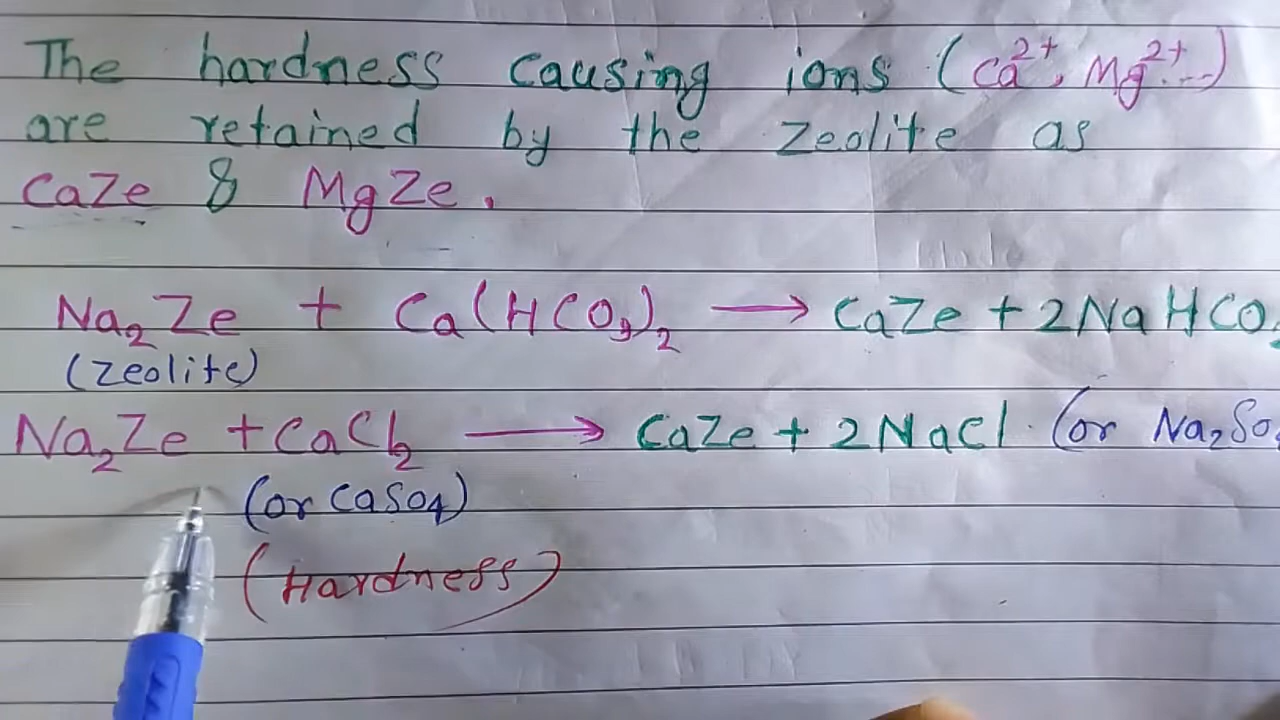 The hardness causing ions (Ca²⁺, Mg²⁺...)
are retained by the zeolite as
CaZe & MgZe.
Na₂Ze + Ca(HCO₃)₂ → CaZe + 2NaHCO₃
(zeolite)
Na₂Ze + CaCl₂ → CaZe + 2NaCl. (or Na₂SO₄
(or CaSO₄)
(Hardness)